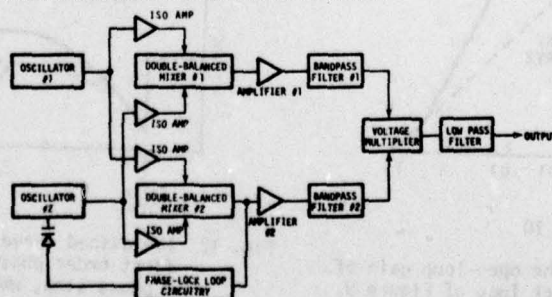 ISO AMP
OSCILLATOR
#1
DOUBLE-BALANCED
MIXER #1
AMPLIFIER #1
BANDPASS
FILTER #1
ISO AMP
VOLTAGE
MULTIPLIER
LOW PASS
FILTER
OUTPUT
ISO AMP
OSCILLATOR
#2
DOUBLE-BALANCED
MIXER #2
AMPLIFIER
#2
BANDPASS
FILTER #2
ISO AMP
PHASE-LOCK LOOP
CIRCUITRY